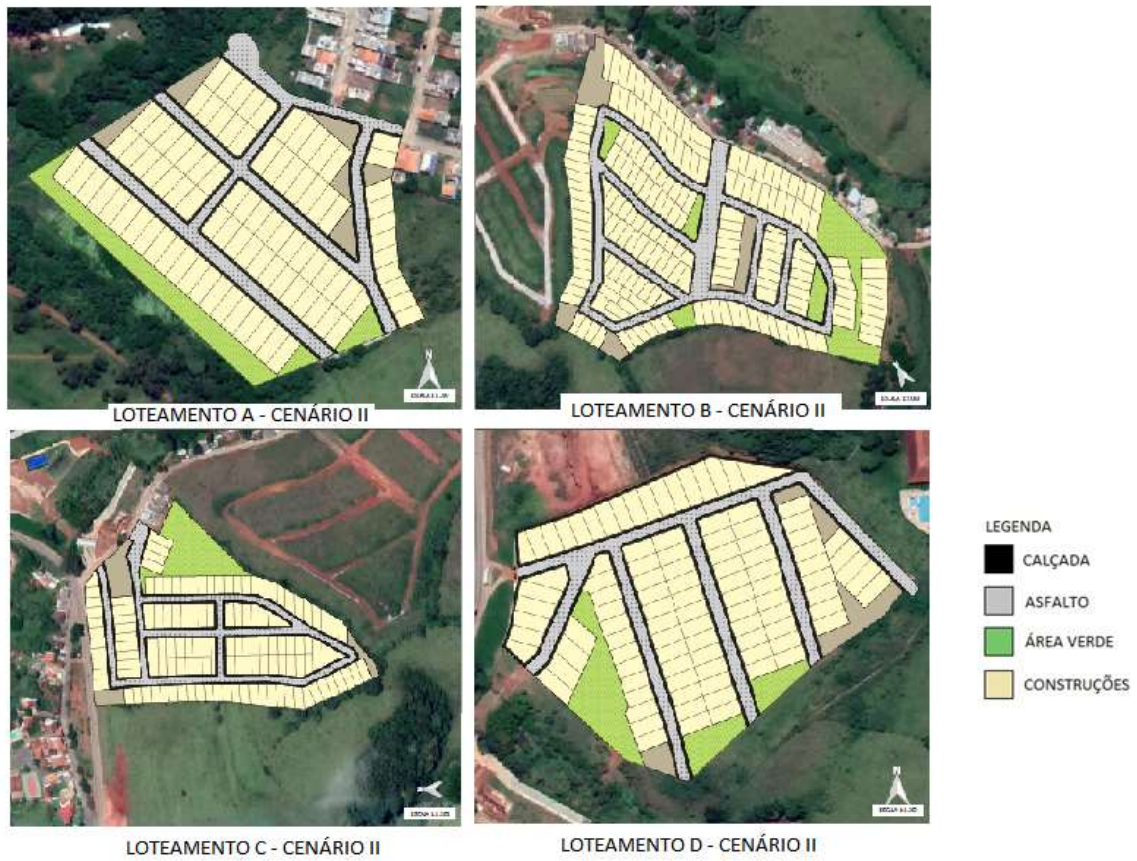 N
N
LOTEAMENTO A - CENÁRIO II
LOTEAMENTO B - CENÁRIO II
LEGENDA
CALÇADA
ASFALTO
ÁREA VERDE
CONSTRUÇÕES
LOTEAMENTO C - CENÁRIO II
LOTEAMENTO D - CENÁRIO II